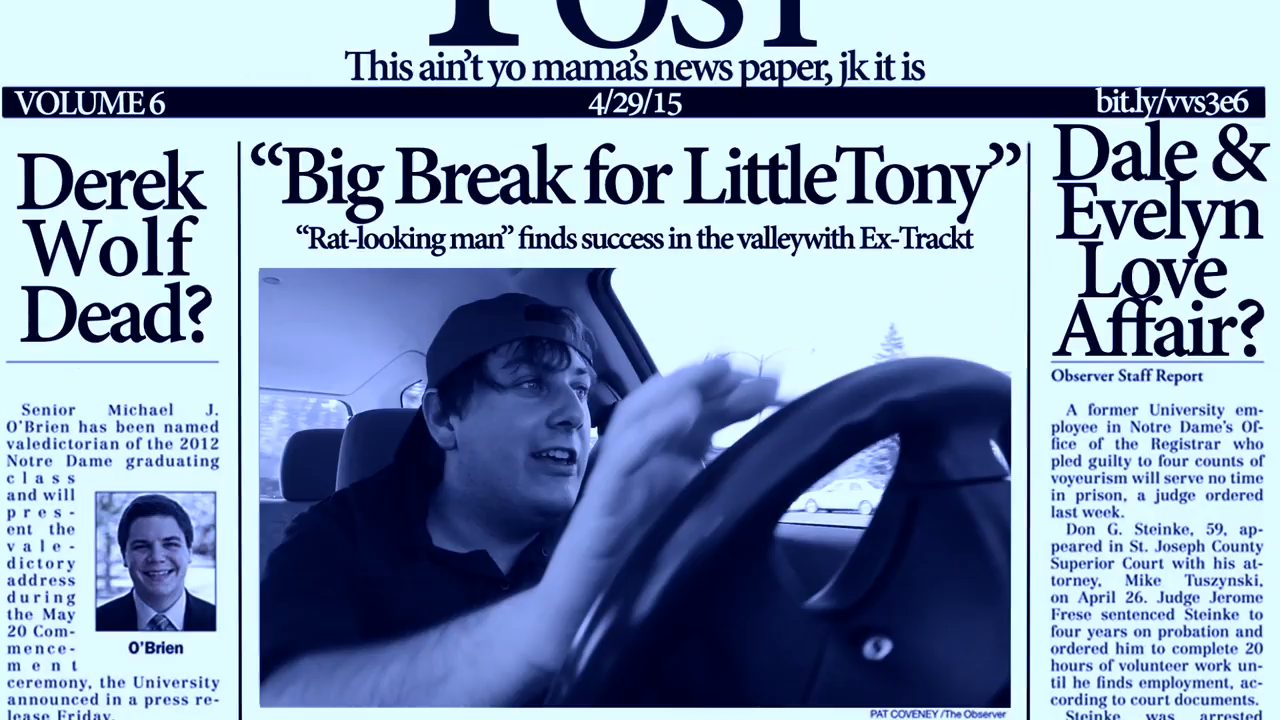 POST
This ain't yo mama's news paper, jk it is
VOLUME 6
4/29/15
bit.ly/vvs3e6
Derek
Wolf
Dead?
Senior Michael J.
O'Brien has been named
valedictorian of the 2012
Notre Dame graduating
class
and will
pres-
ent the
vale-
dictory
address
during
the May
20 Com-
mence-
ment
O'Brien
ceremony, the University
announced in a press re-
lease Friday.
"Big Break for LittleTony"
"Rat-looking man" finds success in the valleywith Ex-Trackt
PAT COVENEY /The Observer
Dale &
Evelyn
Love
Affair?
Observer Staff Report
A former University em-
ployee in Notre Dame's Of-
fice of the Registrar who
pled guilty to four counts of
voyeurism will serve no time
in prison, a judge ordered
last week.
Don G. Steinke, 59, ap-
peared in St. Joseph County
Superior Court with his at-
torney, Mike Tuszynski,
on April 26. Judge Jerome
Frese sentenced Steinke to
four years on probation and
ordered him to complete 20
hours of volunteer work un-
til he finds employment, ac-
cording to court documents.
Steinke was arrested